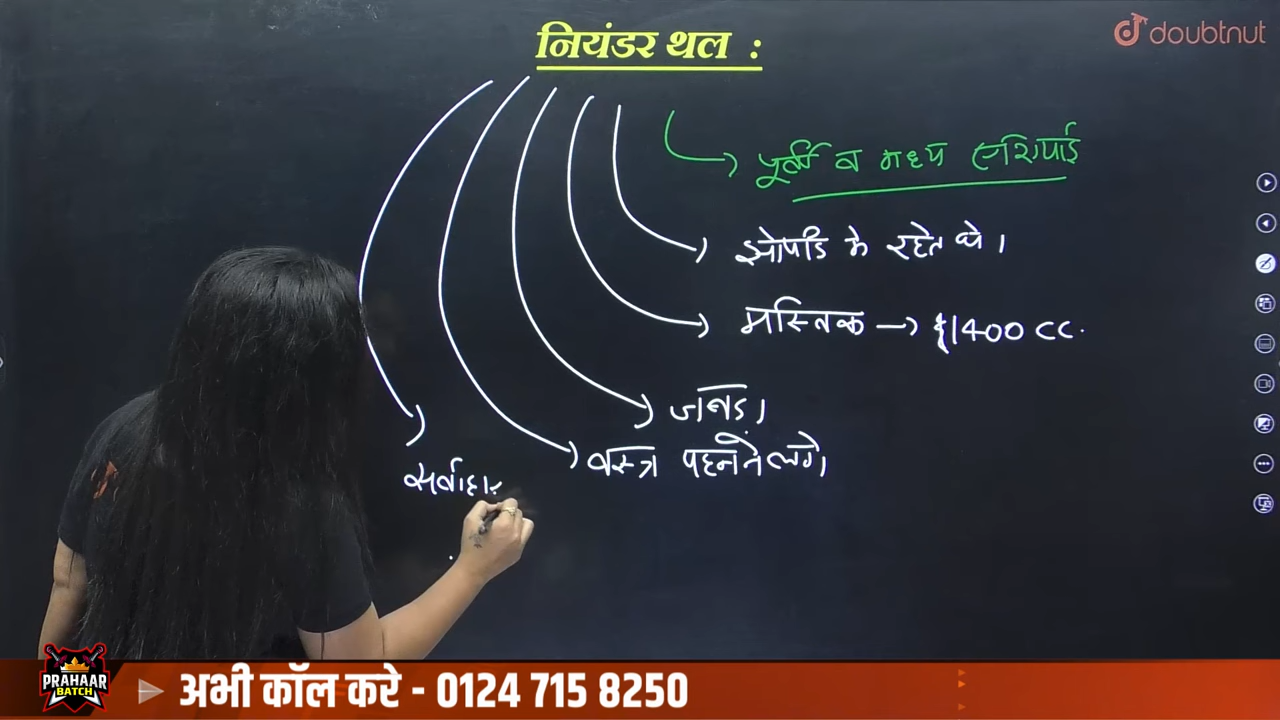 नियंडर थल :
doubtnut
पूर्वी व मध्य एशियाई
झोपडि मे रहते थे।
मस्तिक → 1400 CC.
जबड़ा
वस्त्र पहनने लगे।
सर्वाहार
PRAHAAR
BATCH
अभी कॉल करे - 0124 715 8250